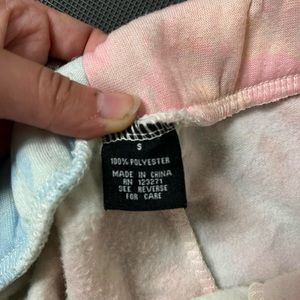 S
100% POLYESTER
MADE IN CHINA
RN 123271
SEE REVERSE
FOR CARE